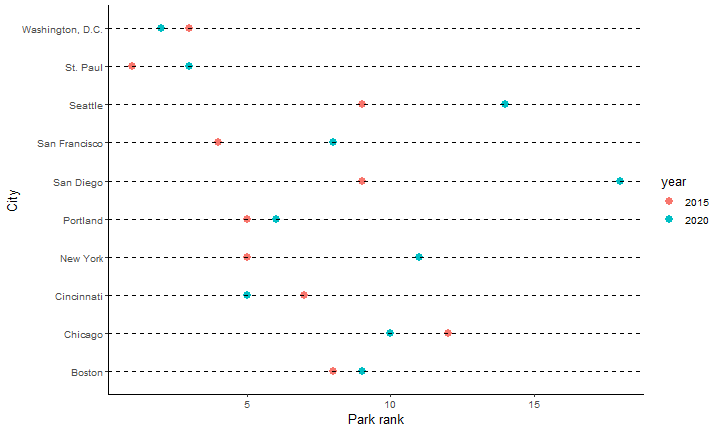 Washington, D.C.
St. Paul
Seattle
San Francisco
San Diego
Portland
New York
Cincinnati
Chicago
Boston
City
5 10 15
Park rank
year
2015
2020